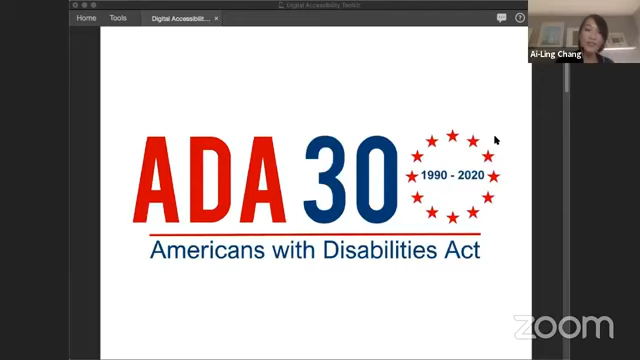 Digital Accessibility Toolkit
Home Tools Digital Accessibilit... ×
?
Ai-Ling Chang
ADA 30
1990 - 2020
Americans with Disabilities Act
zoom